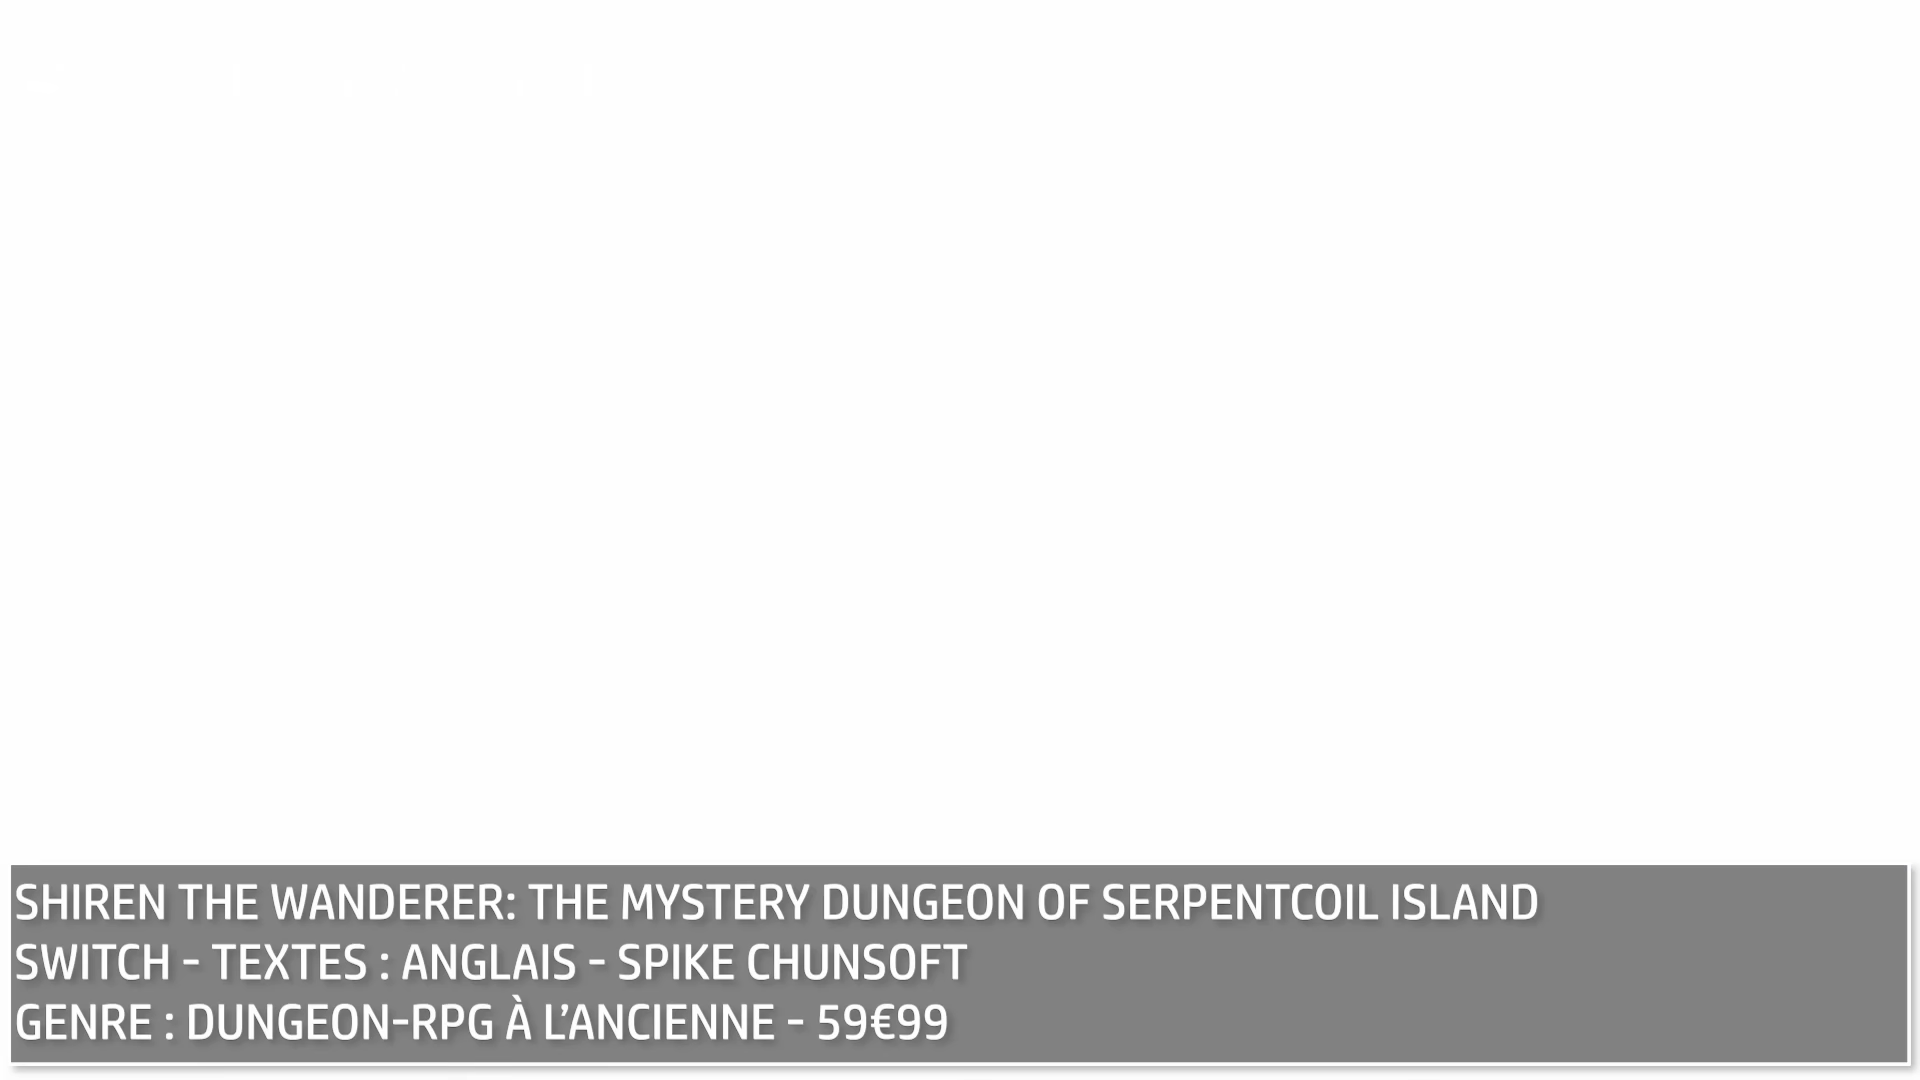 SHIREN THE WANDERER: THE MYSTERY DUNGEON OF SERPENTCOIL ISLAND
SWITCH - TEXTES : ANGLAIS - SPIKE CHUNSOFT
GENRE : DUNGEON-RPG À L’ANCIENNE - 59€99